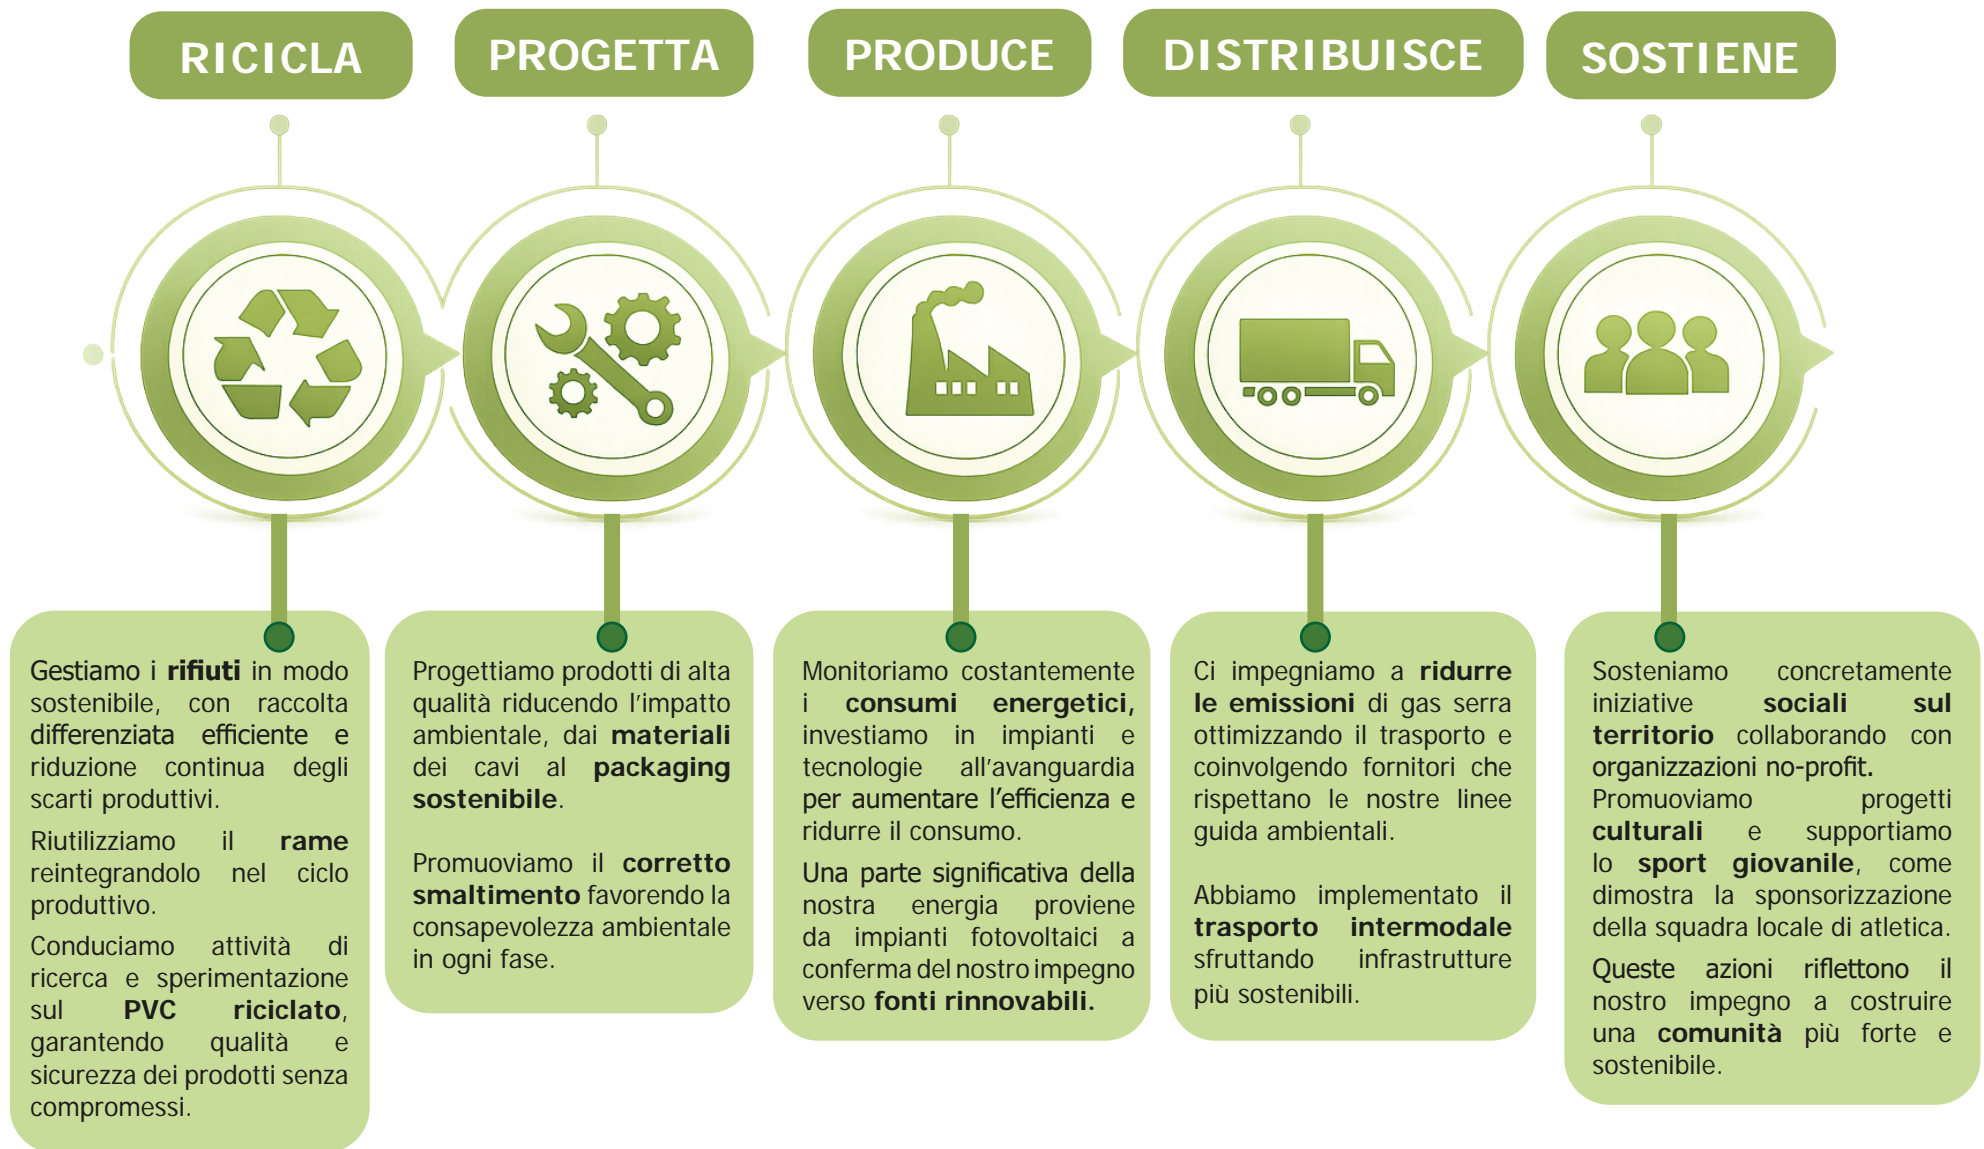 RICICLA
PROGETTA
PRODUCE
DISTRIBUISCE
SOSTIENE
Gestiamo i rifiuti in modo
sostenibile, con raccolta
differenziata efficiente e
riduzione continua degli
scarti produttivi.
Riutilizziamo il rame
reintegrandolo nel ciclo
produttivo.
Conduciamo attività di
ricerca e sperimentazione
sul PVC riciclato,
garantendo qualità e
sicurezza dei prodotti senza
compromessi.
Progettiamo prodotti di alta
qualità riducendo l'impatto
ambientale, dai materiali
dei cavi al packaging
sostenibile.
Promuoviamo il corretto
smaltimento favorendo la
consapevolezza ambientale
in ogni fase.
Monitoriamo costantemente
i consumi energetici,
investiamo in impianti e
tecnologie all'avanguardia
per aumentare l'efficienza e
ridurre il consumo.
Una parte significativa della
nostra energia proviene
da impianti fotovoltaici a
conferma del nostro impegno
verso fonti rinnovabili.
Ci impegniamo a ridurre
le emissioni di gas serra
ottimizzando il trasporto e
coinvolgendo fornitori che
rispettano le nostre linee
guida ambientali.
Abbiamo implementato il
trasporto intermodale
sfruttando infrastrutture
più sostenibili.
Sosteniamo concretamente
iniziative sociali sul
territorio collaborando con
organizzazioni no-profit.
Promuoviamo progetti
culturali e supportiamo
lo sport giovanile, come
dimostra la sponsorizzazione
della squadra locale di atletica.
Queste azioni riflettono il
nostro impegno a costruire
una comunità più forte e
sostenibile.